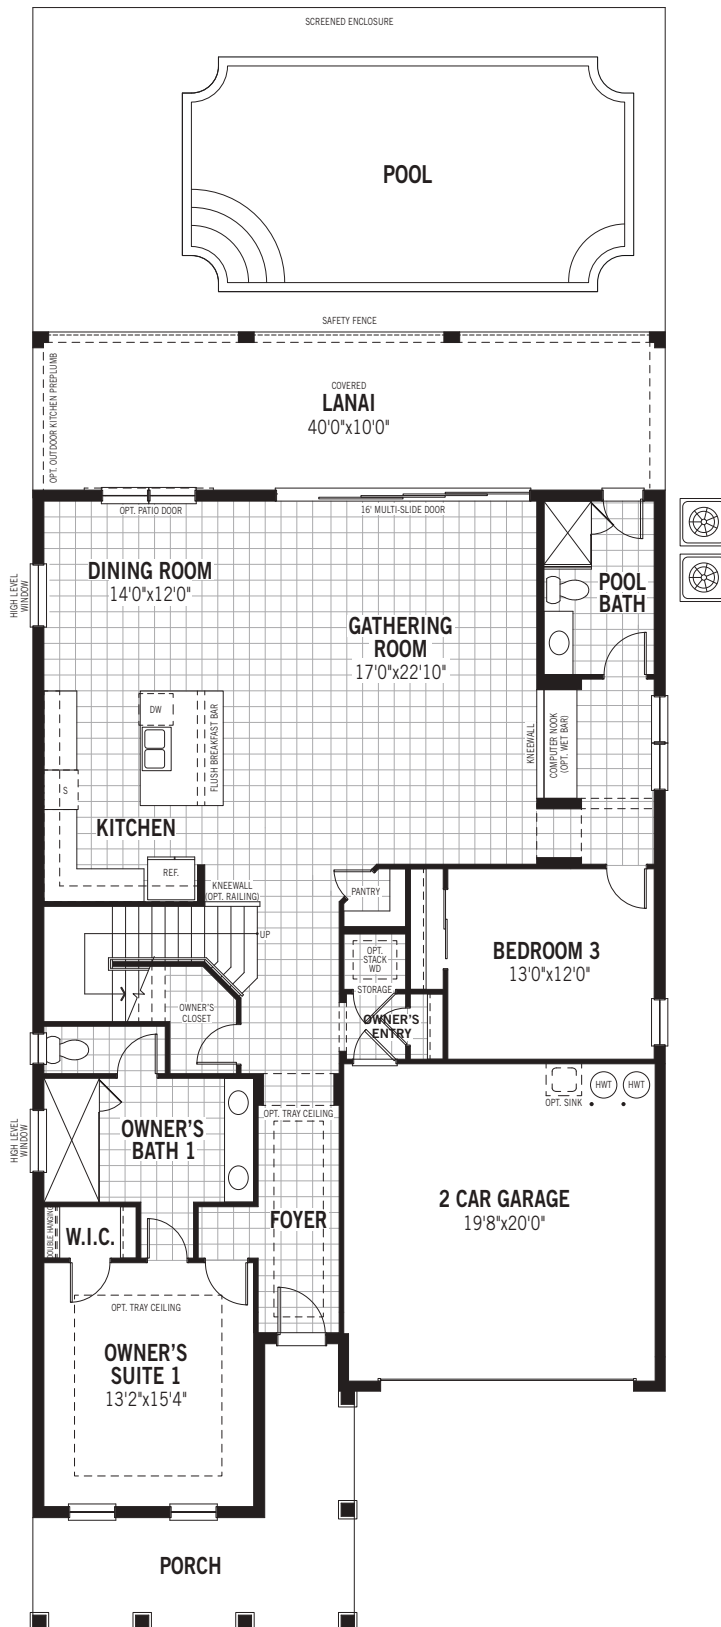 SCREENED ENCLOSURE
POOL
SAFETY FENCE
OPT. OUTDOOR KITCHEN PREPLUMB
COVERED
LANAI
40'0"x10'0"
OPT. PATIO DOOR
16' MULTI-SLIDE DOOR
HIGH LEVEL
WINDOW
DINING ROOM
14'0"x12'0"
POOL
BATH
GATHERING
ROOM
17'0"x22'10"
DW
FLUSH BREAKFAST BAR
KNEEWALL
COMPUTER NOOK
(OPT. WET BAR)
S
KITCHEN
REF.
KNEEWALL
(OPT. RAILING)
PANTRY
UP
OPT.
STACK
WD
STORAGE
BEDROOM 3
13'0"x12'0"
OWNER'S
CLOSET
OWNER'S
ENTRY
HIGH LEVEL
WINDOW
OWNER'S
BATH 1
OPT. TRAY CEILING
OPT. SINK
HWT
HWT
2 CAR GARAGE
19'8"x20'0"
DOUBLE HANGING
W.I.C.
FOYER
OPT. TRAY CEILING
OWNER'S
SUITE 1
13'2"x15'4"
PORCH